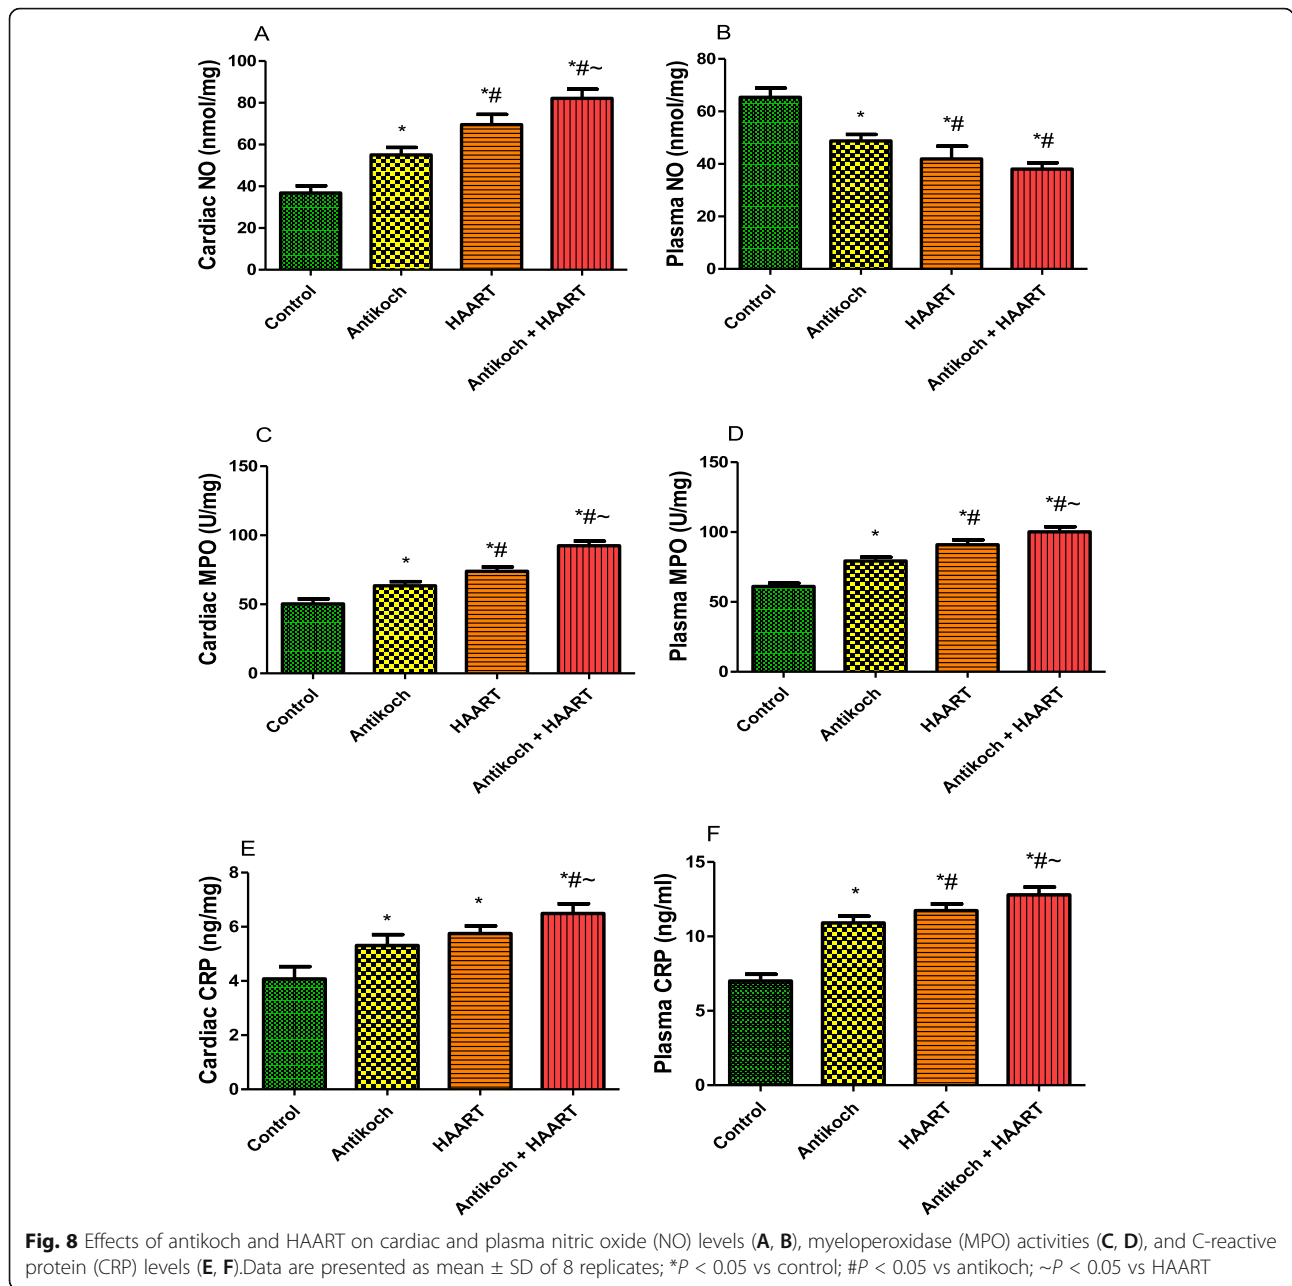 A
Cardiac NO (nmol/mg)
100
80
60
40
20
0
*
*#
*#~
Control
Antikoch
HAART
Antikoch + HAART
B
Plasma NO (nmol/mg)
80
60
40
20
0
*
*#
*#
Control
Antikoch
HAART
Antikoch + HAART
C
Cardiac MPO (U/mg)
150
100
50
0
*
*#
*#~
Control
Antikoch
HAART
Antikoch + HAART
D
Plasma MPO (U/mg)
150
100
50
0
*
*#
*#~
Control
Antikoch
HAART
Antikoch + HAART
E
Cardiac CRP (ng/mg)
8
6
4
2
0
*
*
*#~
Control
Antikoch
HAART
Antikoch + HAART
F
Plasma CRP (ng/ml)
15
10
5
0
*
*#
*#~
Control
Antikoch
HAART
Antikoch + HAART
Fig. 8 Effects of antikoch and HAART on cardiac and plasma nitric oxide (NO) levels (A, B), myeloperoxidase (MPO) activities (C, D), and C-reactive
protein (CRP) levels (E, F).Data are presented as mean ± SD of 8 replicates; *P < 0.05 vs control; #P < 0.05 vs antikoch; ~P < 0.05 vs HAART